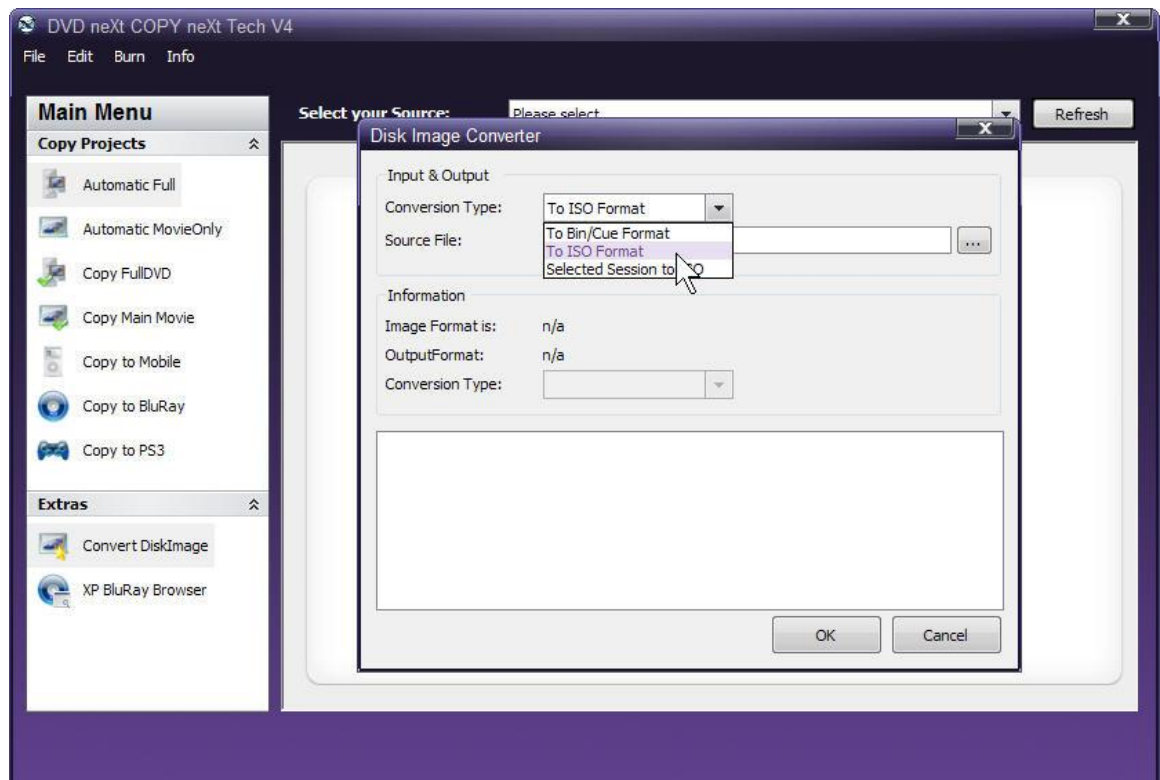 DVD neXt COPY neXt Tech V4
File Edit Burn Info
Main Menu
Copy Projects
Automatic Full
Automatic MovieOnly
Copy FullDVD
Copy Main Movie
Copy to Mobile
Copy to BluRay
Copy to PS3
Extras
Convert DiskImage
XP BluRay Browser
Select your Source: Please select Refresh
Disk Image Converter
Input & Output
Conversion Type: To ISO Format
To Bin/Cue Format
To ISO Format
Selected Session to ISO
Source File: ...
Information
Image Format is: n/a
OutputFormat: n/a
Conversion Type:
OK Cancel